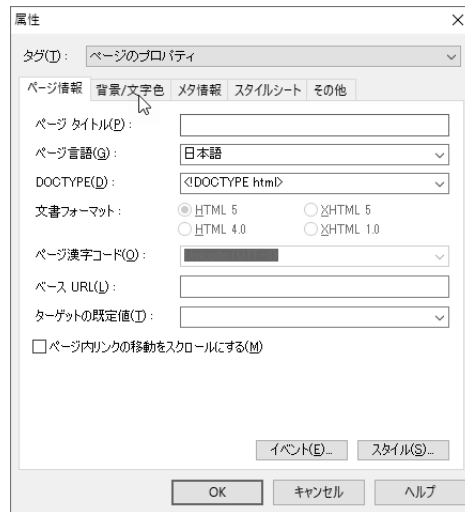 属性
タグ(T): ページのプロパティ
ページ情報 背景/文字色 メタ情報 スタイルシート その他
ページ タイトル(P):
ページ言語(G): 日本語
DOCTYPE(D): <!DOCTYPE html>
文書フォーマット: HTML 5 XHTML 5
HTML 4.0 XHTML 1.0
ページ漢字コード(O):
ベース URL(L):
ターゲットの既定値(T):
ページ内リンクの移動をスクロールにする(M)
イベント(E)... スタイル(S)...
OK キャンセル ヘルプ